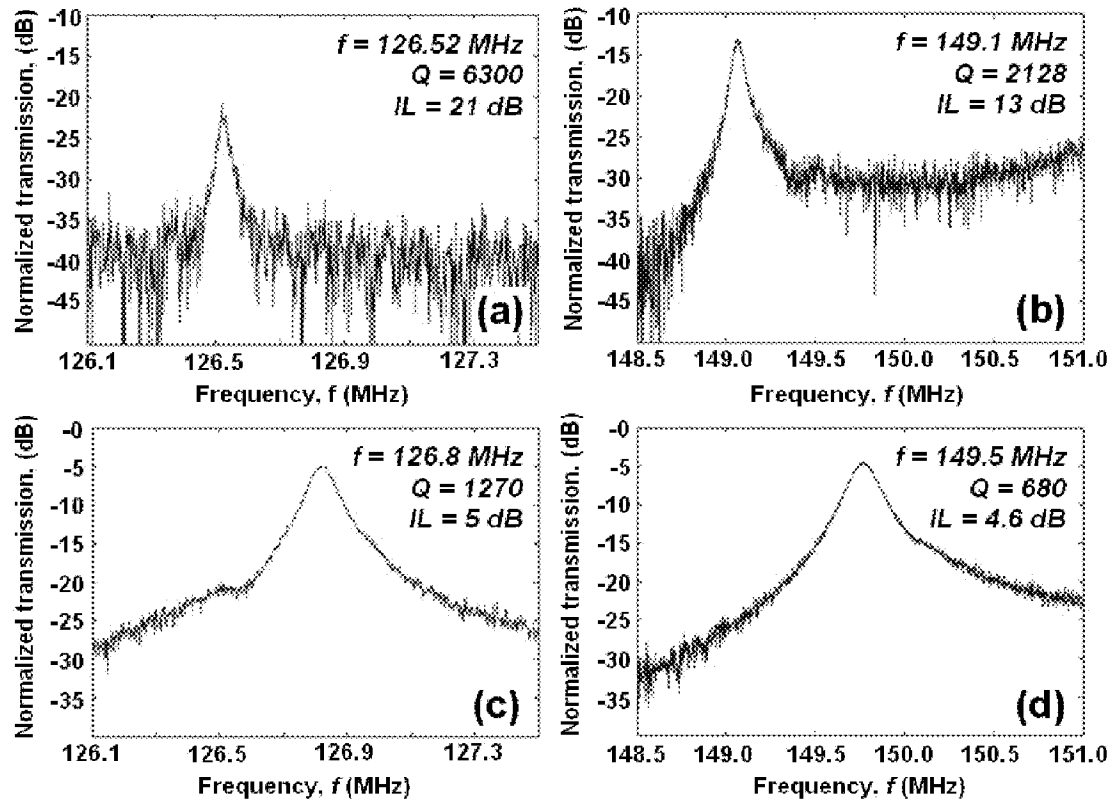 Normalized transmission, (dB)
-10
-15
-20
-25
-30
-35
-40
-45
f = 126.52 MHz
Q = 6300
IL = 21 dB
(a)
126.1 126.5 126.9 127.3
Frequency, f (MHz)
Normalized transmission. (dB)
-10
-15
-20
-25
-30
-35
-40
-45
f = 149.1 MHz
Q = 2128
IL = 13 dB
(b)
148.5 149.0 149.5 150.0 150.5 151.0
Frequency, f (MHz)
Normalized transmission. (dB)
-0
-5
-10
-15
-20
-25
-30
-35
f = 126.8 MHz
Q = 1270
IL = 5 dB
(c)
126.1 126.5 126.9 127.3
Frequency, f (MHz)
Normalized transmission. (dB)
-0
-5
-10
-15
-20
-25
-30
-35
f = 149.5 MHz
Q = 680
IL = 4.6 dB
(d)
148.5 149.0 149.5 150.0 150.5 151.0
Frequency, f (MHz)